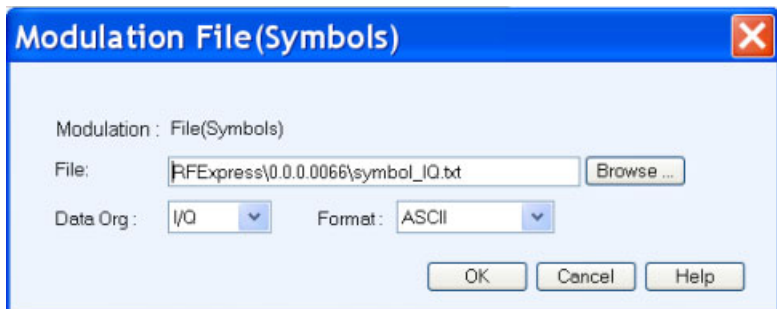 Modulation File(Symbols)
Modulation : File(Symbols)
File: RFExpress\0.0.0.0066\symbol_IQ.txt Browse ...
Data Org : I/Q Format : ASCII
OK Cancel Help